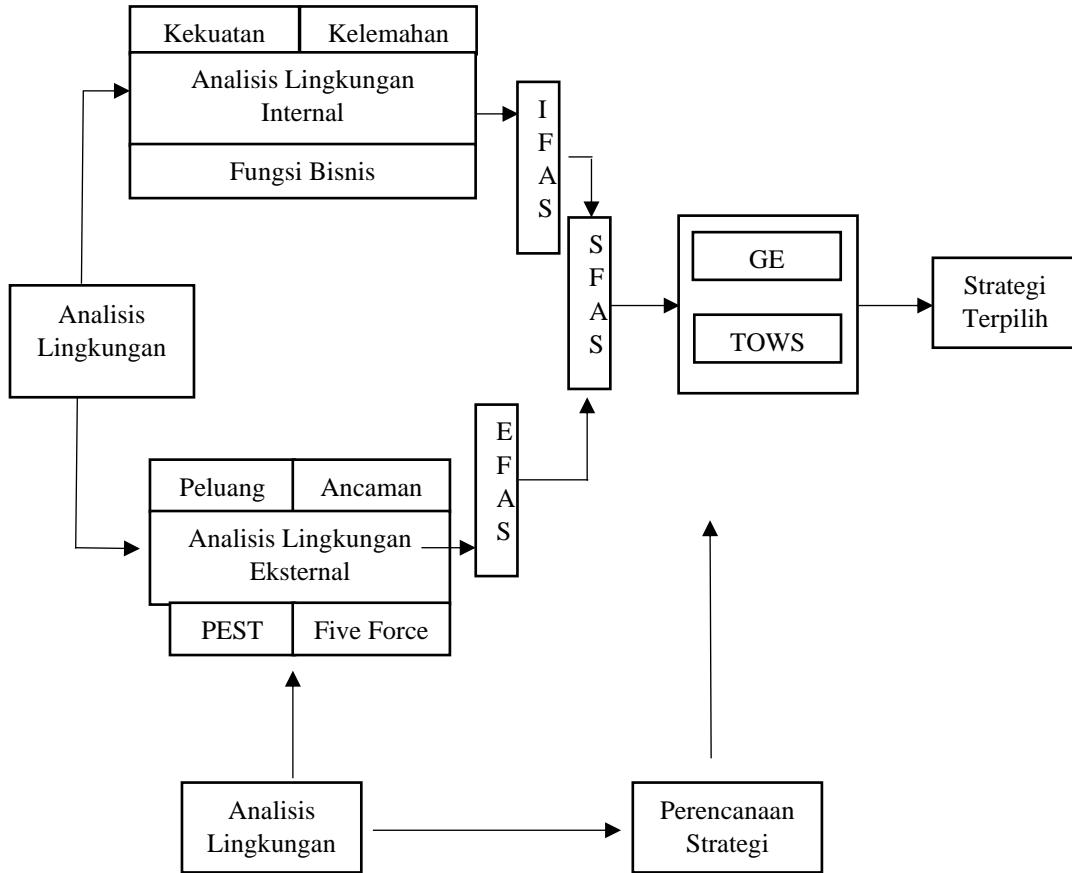 Kekuatan Kelemahan
Analisis Lingkungan
Internal
Fungsi Bisnis
I
F
A
S
S
F
A
S
GE
TOWS
Strategi
Terpilih
Analisis
Lingkungan
E
F
A
S
Peluang Ancaman
Analisis Lingkungan
Eksternal
PEST Five Force
Analisis
Lingkungan
Perencanaan
Strategi